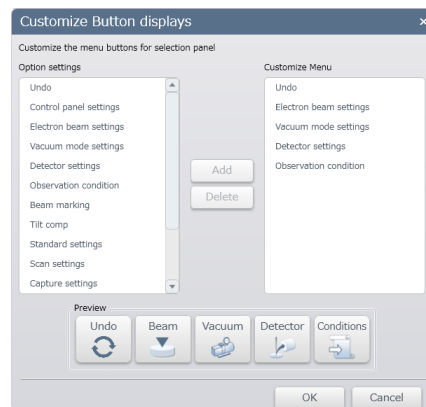 Customize Button displays
×
Customize the menu buttons for selection panel
Option settings
Undo
Control panel settings
Electron beam settings
Vacuum mode settings
Detector settings
Observation condition
Beam marking
Tilt comp
Standard settings
Scan settings
Capture settings
Add
Delete
Customize Menu
Undo
Electron beam settings
Vacuum mode settings
Detector settings
Observation condition
Preview
Undo
Beam
Vacuum
Detector
Conditions
OK
Cancel